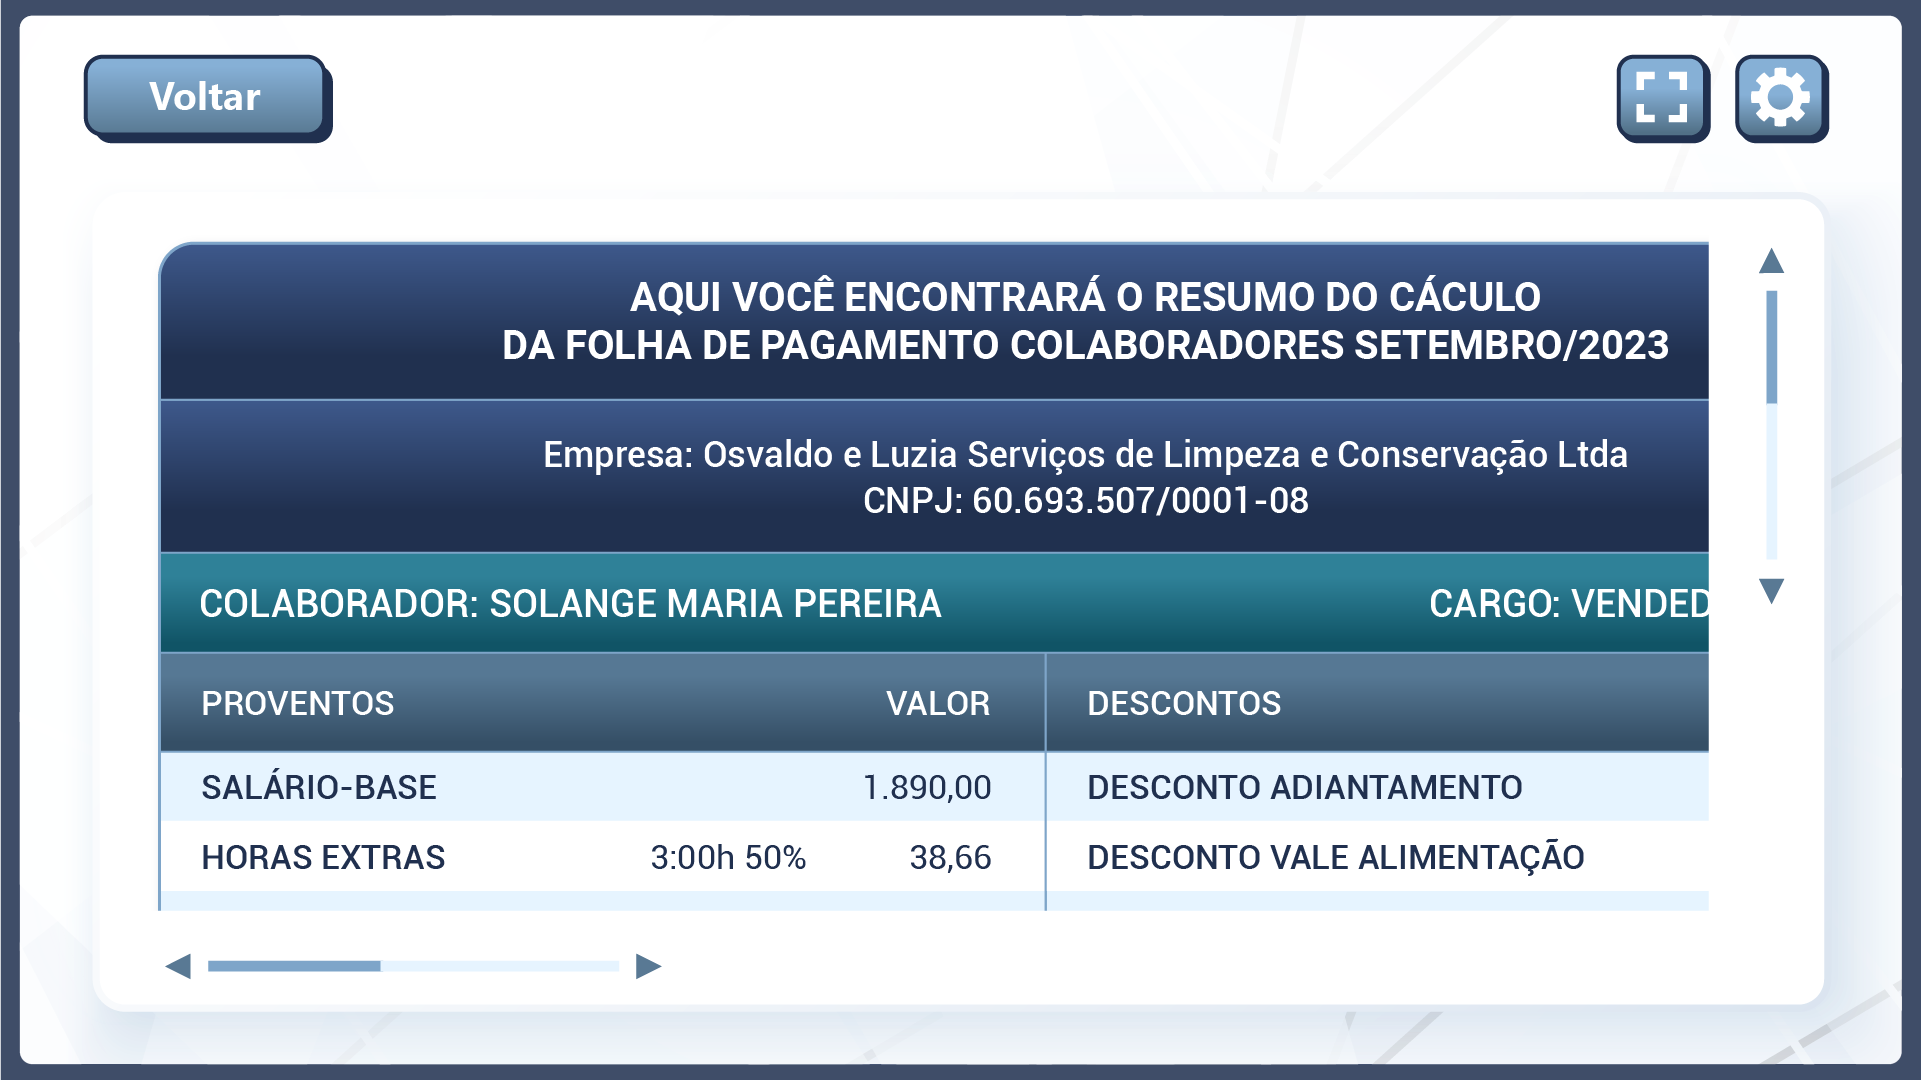 Voltar
AQUI VOCÊ ENCONTRARÁ O RESUMO DO CÁCULO
DA FOLHA DE PAGAMENTO COLABORADORES SETEMBRO/2023
Empresa: Osvaldo e Luzia Serviços de Limpeza e Conservação Ltda
CNPJ: 60.693.507/0001-08
COLABORADOR: SOLANGE MARIA PEREIRA CARGO: VENDED
PROVENTOS VALOR DESCONTOS
SALÁRIO-BASE 1.890,00 DESCONTO ADIANTAMENTO
HORAS EXTRAS 3:00h 50% 38,66 DESCONTO VALE ALIMENTAÇÃO